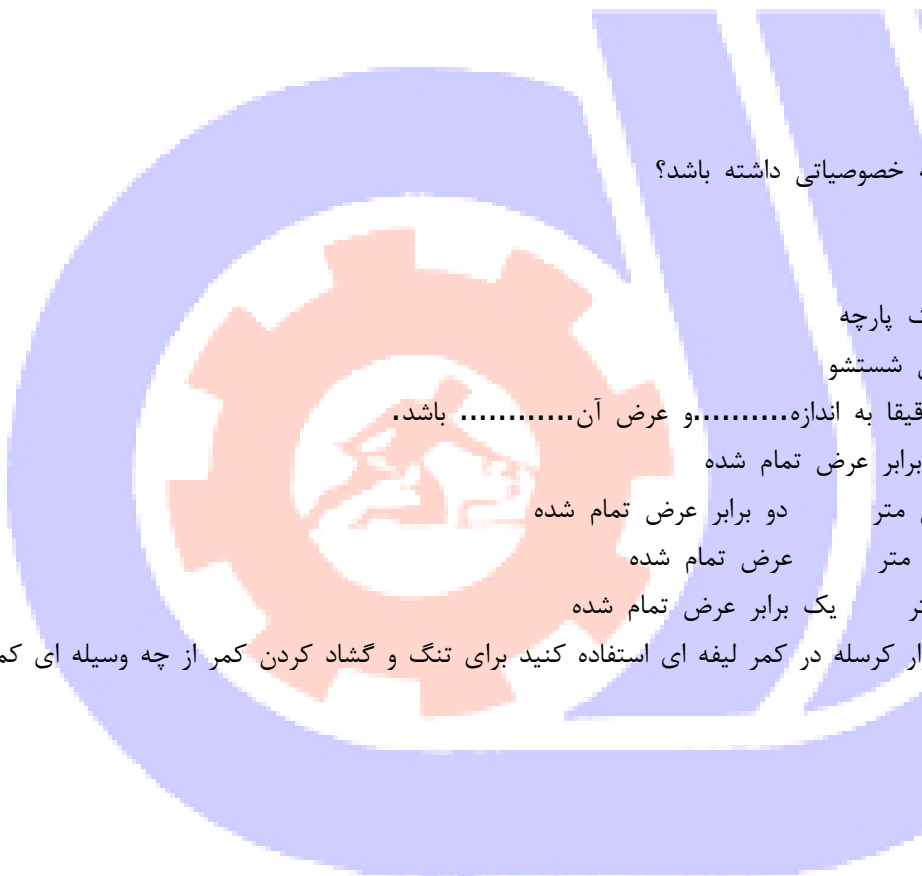 ه خصوصیاتی داشته باشد؟
ک پارچه
ی شستشو
قیقا به اندازه..........و عرض آن............ باشد.
برابر عرض تمام شده
ی متر دو برابر عرض تمام شده
متر عرض تمام شده
تر یک برابر عرض تمام شده
ار کرسله در کمر لیفه ای استفاده کنید برای تنگ و گشاد کردن کمر از چه وسیله ای کم